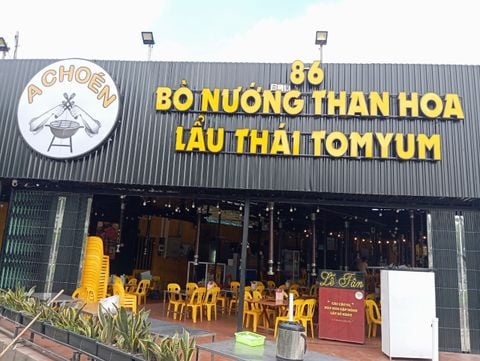 A CHOÉN
86
BÒ NƯỚNG THAN HOA
LẨU THÁI TOMYUM
Lễ Tân